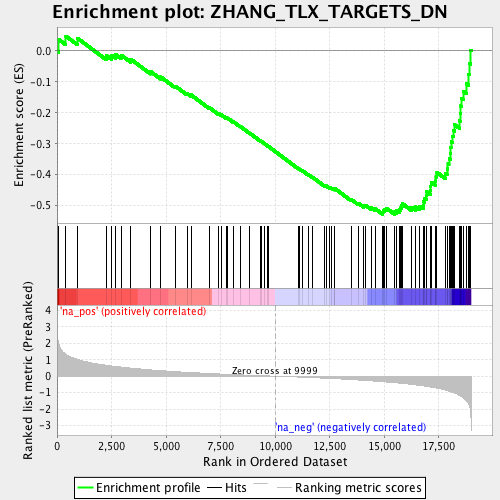 Enrichment plot: ZHANG_TLX_TARGETS_DN
Enrichment score (ES)
0.0
-0.1
-0.2
-0.3
-0.4
-0.5
'na_pos' (positively correlated)
Ranked list metric (PreRanked)
4
3
2
1
0
-1
-2
-3
Zero cross at 9999
'na_neg' (negatively correlated)
0
2,500
5,000
7,500
10,000
12,500
15,000
17,500
Rank in Ordered Dataset
Enrichment profile
Hits
Ranking metric scores